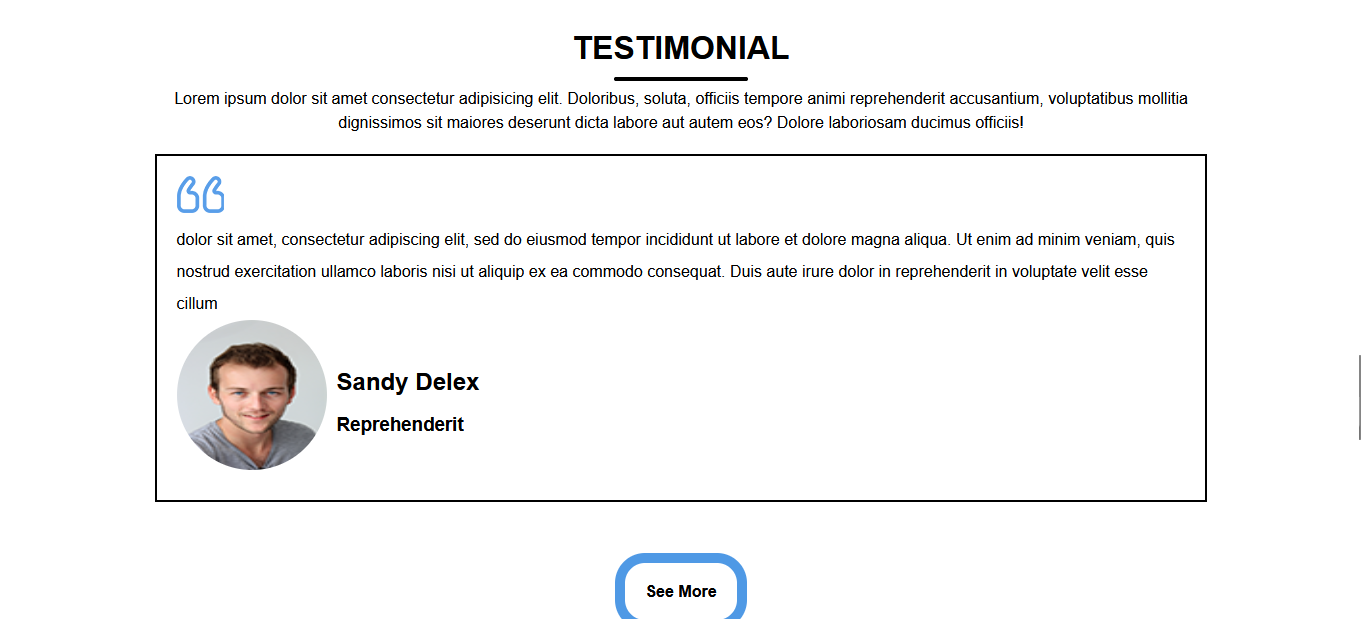 TESTIMONIAL
Lorem ipsum dolor sit amet consectetur adipisicing elit. Doloribus, soluta, officiis tempore animi reprehenderit accusantium, voluptatibus mollitia
dignissimos sit maiores deserunt dicta labore aut autem eos? Dolore laboriosam ducimus officiis!
dolor sit amet, consectetur adipiscing elit, sed do eiusmod tempor incididunt ut labore et dolore magna aliqua. Ut enim ad minim veniam, quis
nostrud exercitation ullamco laboris nisi ut aliquip ex ea commodo consequat. Duis aute irure dolor in reprehenderit in voluptate velit esse
cillum
Sandy Delex
Reprehenderit
See More